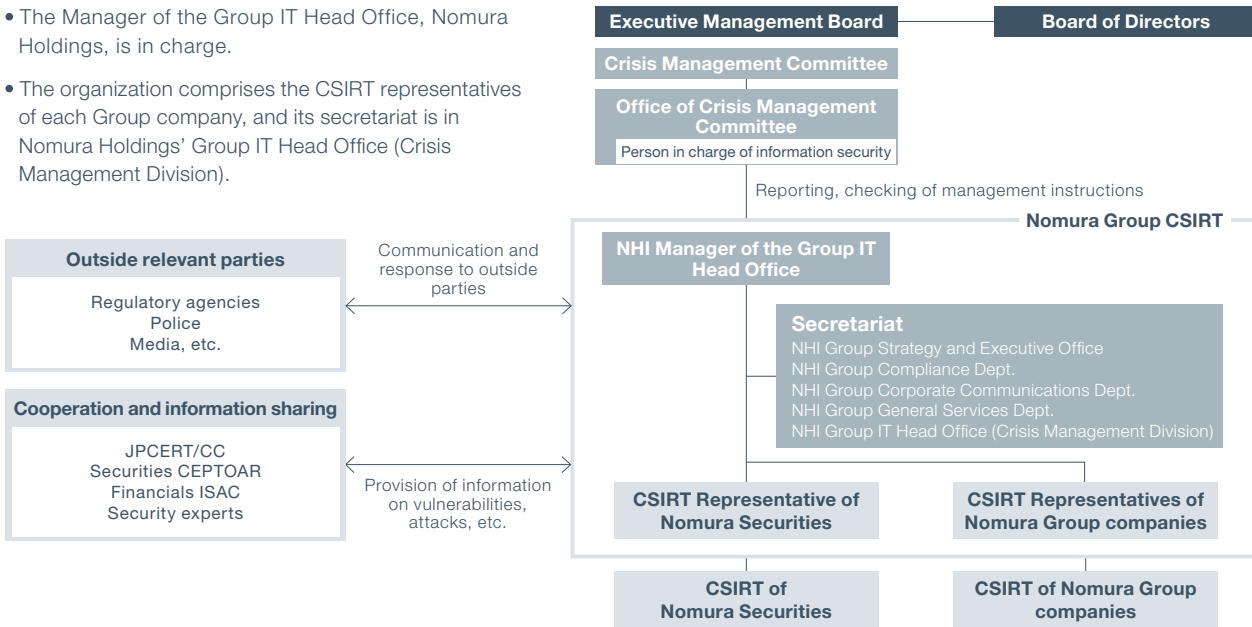 • The Manager of the Group IT Head Office, Nomura
Holdings, is in charge.
• The organization comprises the CSIRT representatives
of each Group company, and its secretariat is in
Nomura Holdings' Group IT Head Office (Crisis
Management Division).
Executive Management Board
Board of Directors
Crisis Management Committee
Office of Crisis Management
Committee
Person in charge of information security
Reporting, checking of management instructions
Nomura Group CSIRT
Outside relevant parties
Regulatory agencies
Police
Media, etc.
Communication and
response to outside
parties
NHI Manager of the Group IT
Head Office
Secretariat
NHI Group Strategy and Executive Office
NHI Group Compliance Dept.
NHI Group Corporate Communications Dept.
NHI Group General Services Dept.
NHI Group IT Head Office (Crisis Management Division)
Cooperation and information sharing
JPCERT/CC
Securities CEPTOAR
Financials ISAC
Security experts
Provision of information
on vulnerabilities,
attacks, etc.
CSIRT Representative of
Nomura Securities
CSIRT Representatives of
Nomura Group companies
CSIRT of
Nomura Securities
CSIRT of Nomura Group
companies